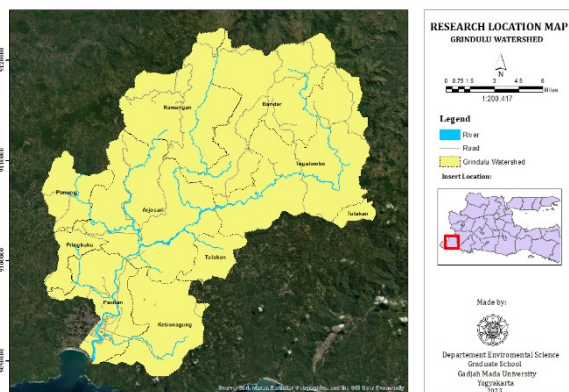 RESEARCH LOCATION MAP
GRINDULU WATERSHED
N
0 0.75 1.5 3 4.5 6
Miles
1:200.417
Legend
River
Road
Grindulu Watershed
Insert Location:
Made by:
Departement Enviromental Science
Graduate School
Gadjah Mada University
Yogyakarta
2023
Nawangan
Bandar
Tegalombo
Punung
Arjosari
Tulakan
Pringkuku
Tulakan
Pacitan
Kebonagung